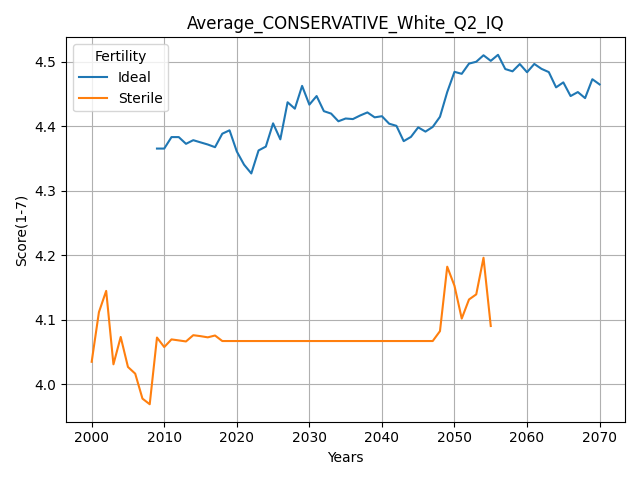 Average_CONSERVATIVE_White_Q2_IQ
Fertility
Ideal
Sterile
Score(1-7)
4.5
4.4
4.3
4.2
4.1
4.0
2000 2010 2020 2030 2040 2050 2060 2070
Years